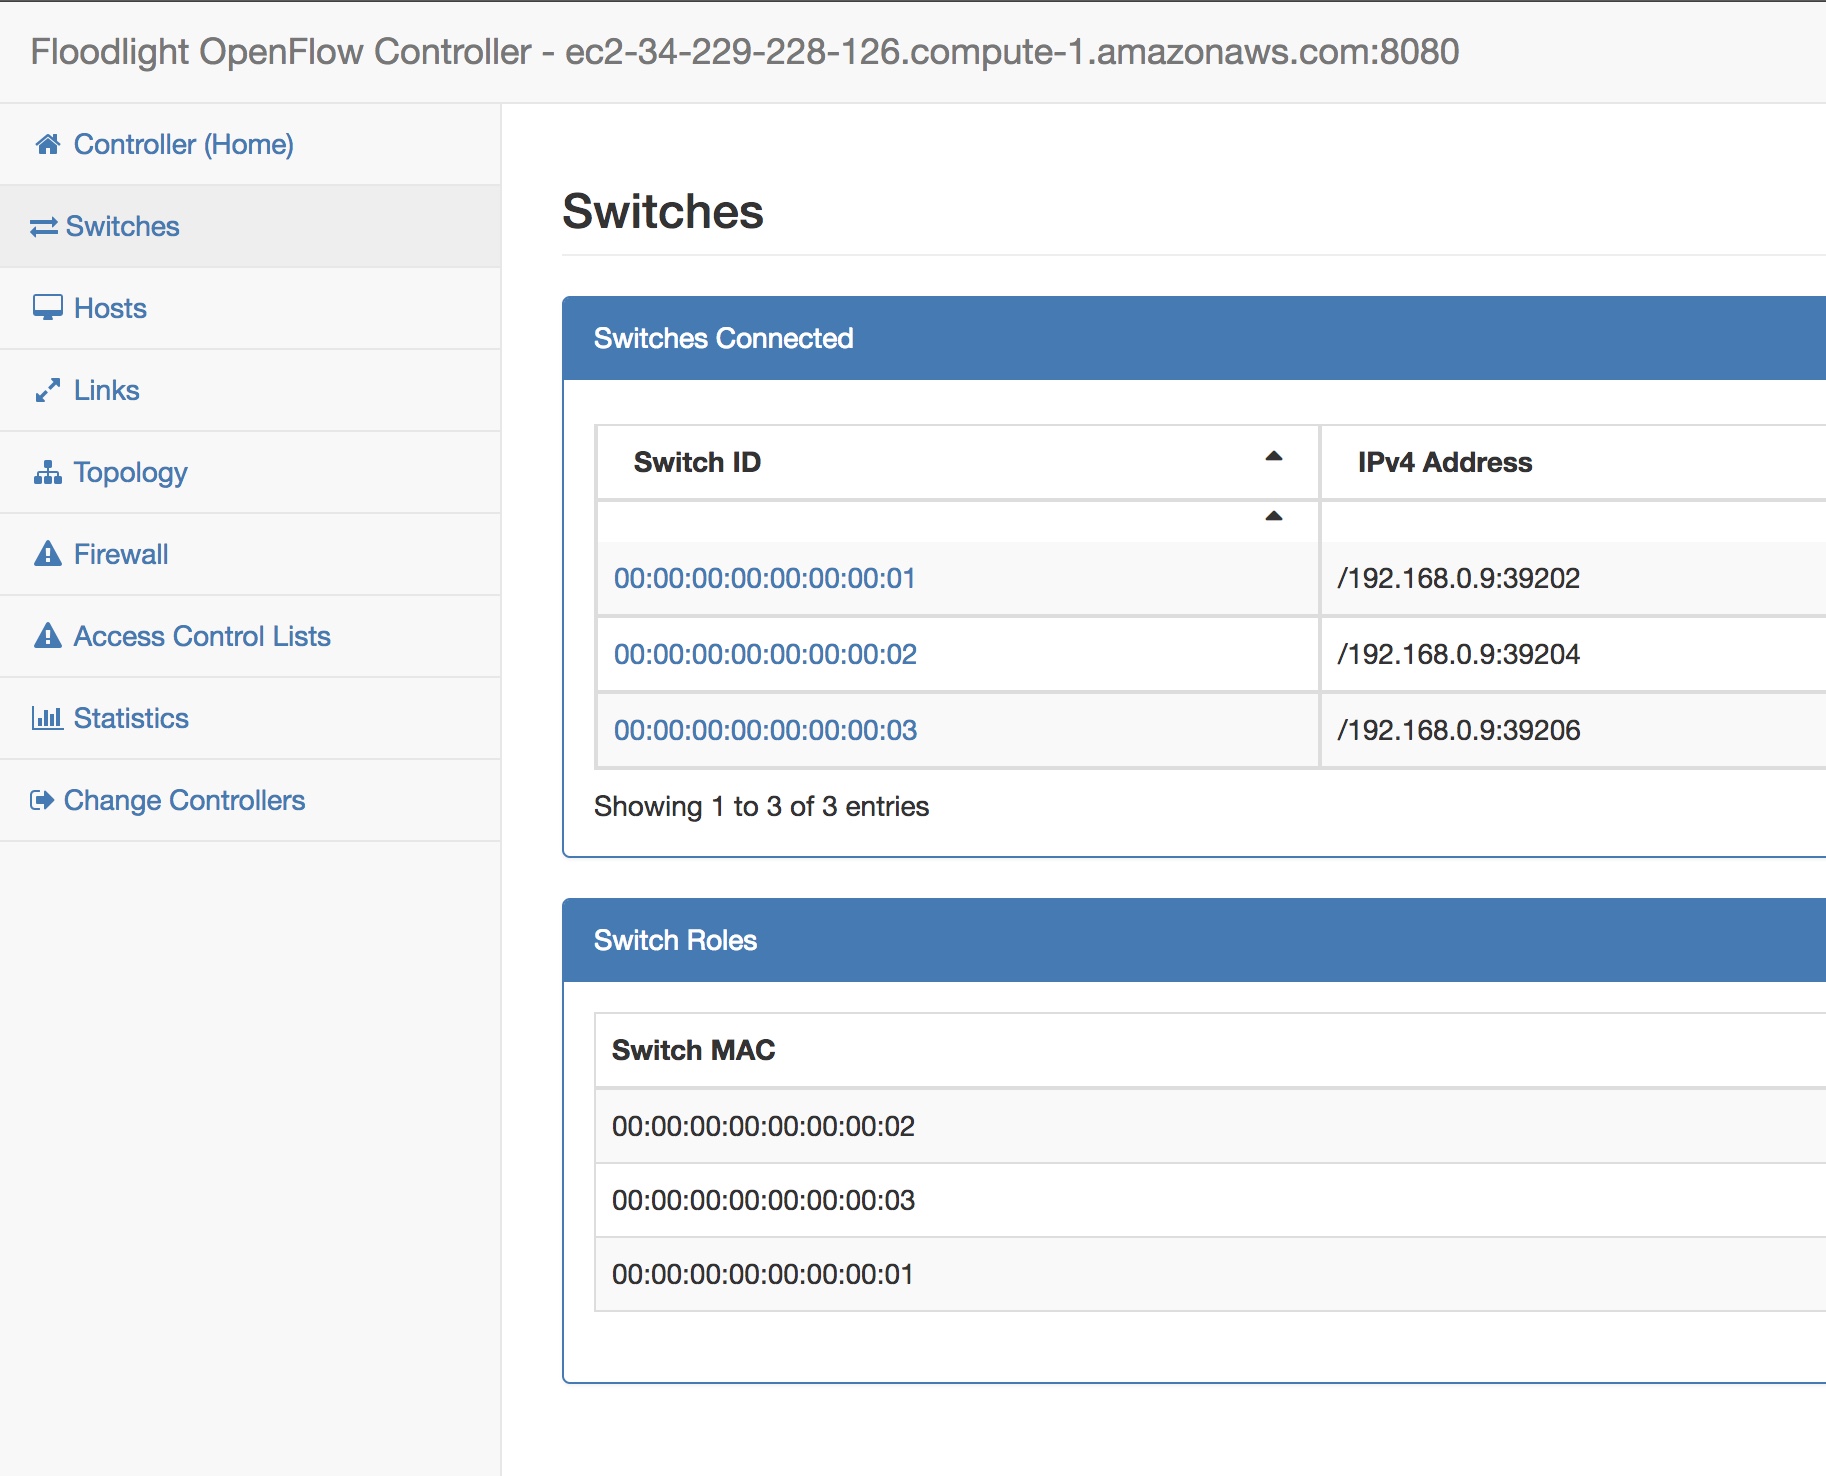 Floodlight OpenFlow Controller - ec2-34-229-228-126.compute-1.amazonaws.com:8080
Controller (Home)
Switches
Hosts
Links
Topology
Firewall
Access Control Lists
Statistics
Change Controllers
Switches
Switches Connected
Switch ID IPv4 Address
00:00:00:00:00:00:00:01 /192.168.0.9:39202
00:00:00:00:00:00:00:02 /192.168.0.9:39204
00:00:00:00:00:00:00:03 /192.168.0.9:39206
Showing 1 to 3 of 3 entries
Switch Roles
Switch MAC
00:00:00:00:00:00:00:02
00:00:00:00:00:00:00:03
00:00:00:00:00:00:00:01